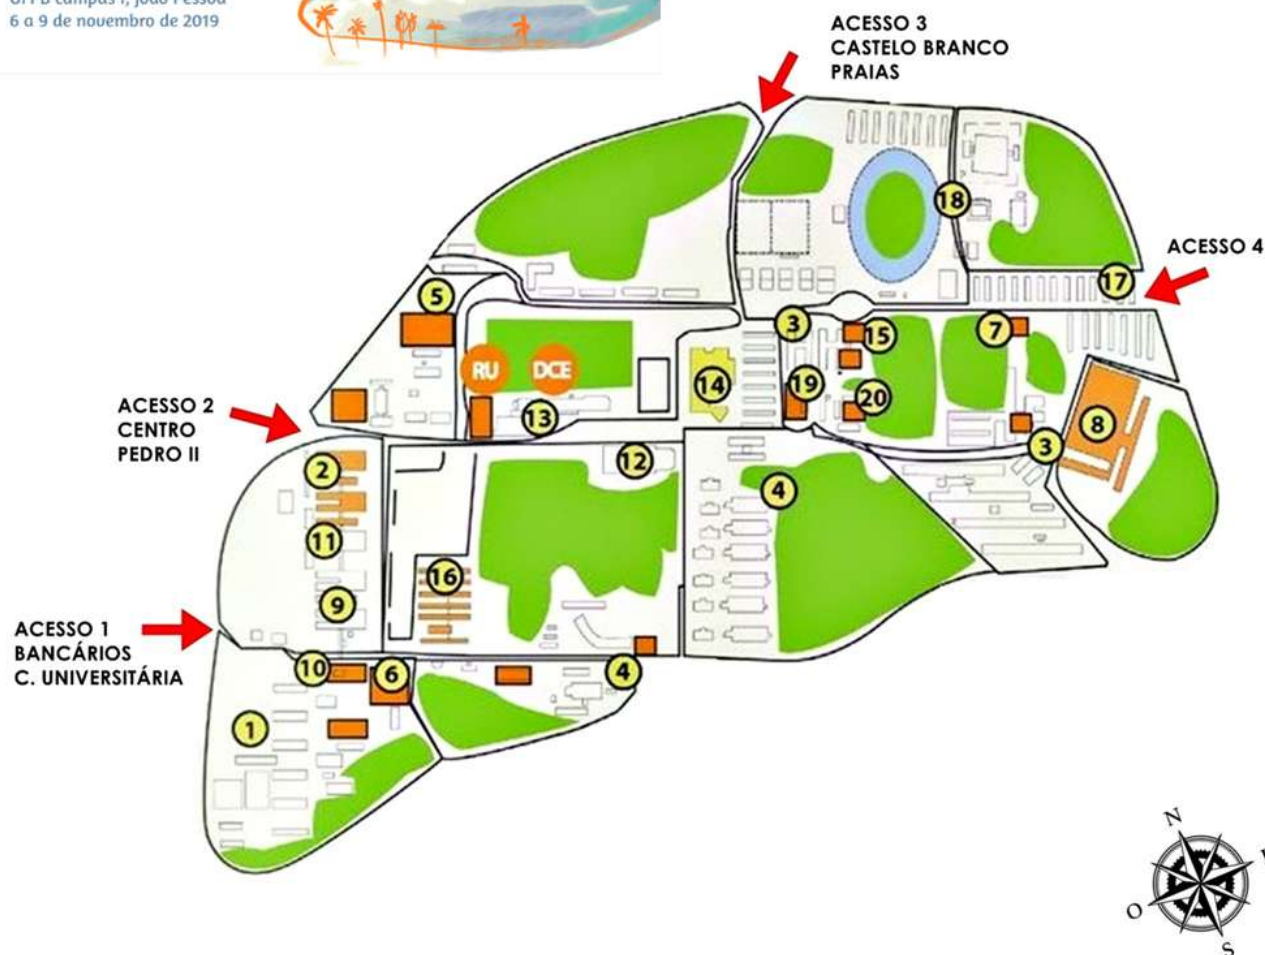 6 a 9 de novembro de 2019
ACESSO 3
CASTELO BRANCO
PRAIAS
18
ACESSO 4
17
5
3
15
7
RU
DCE
14
19
20
13
8
ACESSO 2
CENTRO
PEDRO II
3
2
12
4
11
16
9
ACESSO 1
BANCÁRIOS
C. UNIVERSITÁRIA
10
6
4
1
N
O
S